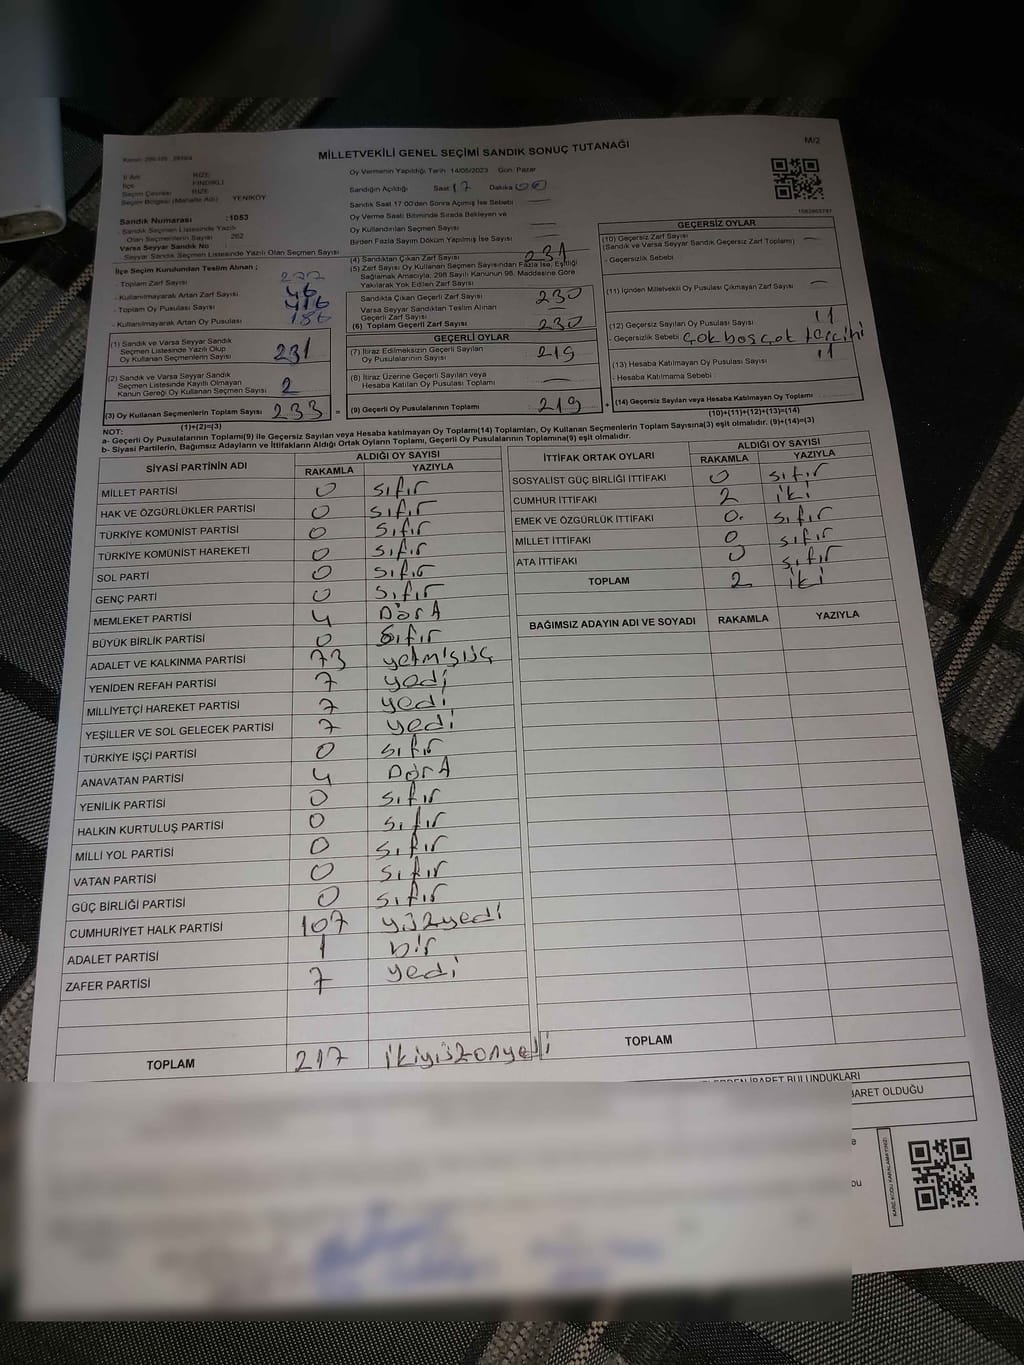 M/2
MİLLETVEKİLİ GENEL SEÇİMİ SANDIK SONUÇ TUTANAĞI
İl Adı RİZE
İlçe FINDIKLI
Seçim Çevresi RİZE
Seçim Bölgesi (Mahalle Adı) YENİKÖY
Sandık Numarası :1053
- Sandık Seçmen Listesinde Yazılı
Olan Seçmenlerin Sayısı 262
Varsa Seyyar Sandık No
Seyyar Sandık Seçmen Listesinde Yazılı Olan Seçmen Sayısı
Oy Vermenin Yapıldığı Tarih 14/05/2023 Gün: Pazar
Sandığın Açıldığı Saat 17 Dakika 00
Sandık Saat 17.00'den Sonra Açılmış İse Sebebi —
Oy Verme Saati Bitiminde Sırada Bekleyen ve
Oy Kullandırılan Seçmen Sayısı —
Birden Fazla Sayım Döküm Yapılmış İse Sayısı —
İlçe Seçim Kurulundan Teslim Alınan ;
- Toplam Zarf Sayısı
- Kullanılmayarak Artan Zarf Sayısı 46
- Toplam Oy Pusulası Sayısı 416
- Kullanılmayarak Artan Oy Pusulası 186
(1) Sandık ve Varsa Seyyar Sandık
Seçmen Listesinde Yazılı Olup
Oy Kullanan Seçmenlerin Sayısı 231
(2) Sandık ve Varsa Seyyar Sandık
Seçmen Listesinde Kayıtlı Olmayan
Kanun Gereği Oy Kullanan Seçmen Sayısı 2
(3) Oy Kullanan Seçmenlerin Toplam Sayısı 233 =
(1)+(2)=(3)
(4) Sandıktan Çıkan Zarf Sayısı 231
(5) Zarf Sayısı Oy Kullanan Seçmen Sayısından Fazla İse, Eşitliği
Sağlamak Amacıyla, 298 Sayılı Kanunun 98. Maddesine Göre
Yakılarak Yok Edilen Zarf Sayısı
Sandıkta Çıkan Geçerli Zarf Sayısı 230
Varsa Seyyar Sandıktan Teslim Alınan
Geçerli Zarf Sayısı —
(6) Toplam Geçerli Zarf Sayısı 230
GEÇERLİ OYLAR
(7) İtiraz Edilmeksizin Geçerli Sayılan
Oy Pusulalarının Sayısı 219
(8) İtiraz Üzerine Geçerli Sayılan veya
Hesaba Katılan Oy Pusulası Toplamı —
(9) Geçerli Oy Pusulalarının Toplamı 219 +
GEÇERSİZ OYLAR
(10) Geçersiz Zarf Sayısı —
(Sandık ve Varsa Seyyar Sandık Geçersiz Zarf Toplamı)
- Geçersizlik Sebebi
(11) İçinden Milletvekili Oy Pusulası Çıkmayan Zarf Sayısı —
(12) Geçersiz Sayılan Oy Pusulası Sayısı 11
- Geçersizlik Sebebi çok boş çok tercihi
(13) Hesaba Katılmayan Oy Pusulası Sayısı 11
- Hesaba Katılmama Sebebi :
(14) Geçersiz Sayılan veya Hesaba Katılmayan Oy Toplamı
(10)+(11)+(12)+(13)=(14)
NOT:
a- Geçerli Oy Pusulaları Toplamı(9) ile Geçersiz Sayılan veya Hesaba katılmayan Oy Toplamı(14) Toplamları, Oy Kullanan Seçmenlerin Toplam Sayısına(3) eşit olmalıdır. (9)+(14)=(3)
b- Siyasi Partilerin, Bağımsız Adayların ve İttifakların Aldığı Ortak Oyların Toplamı, Geçerli Oy Pusulalarının Toplamına(9) eşit olmalıdır.
SİYASİ PARTİNİN ADI ALDIĞI OY SAYISI
RAKAMLA YAZIYLA
MİLLET PARTİSİ 0 sıfır
HAK VE ÖZGÜRLÜKLER PARTİSİ 0 sıfır
TÜRKİYE KOMÜNİST PARTİSİ 0 sıfır
TÜRKİYE KOMÜNİST HAREKETİ 0 sıfır
SOL PARTİ 0 sıfır
GENÇ PARTİ 0 sıfır
MEMLEKET PARTİSİ 4 Dört
BÜYÜK BİRLİK PARTİSİ 0 sıfır
ADALET VE KALKINMA PARTİSİ 73 yetmişüç
YENİDEN REFAH PARTİSİ 7 yedi
MİLLİYETÇİ HAREKET PARTİSİ 7 yedi
YEŞİLLER VE SOL GELECEK PARTİSİ 7 yedi
TÜRKİYE İŞÇİ PARTİSİ 0 sıfır
ANAVATAN PARTİSİ 4 Dört
YENİLİK PARTİSİ 0 sıfır
HALKIN KURTULUŞ PARTİSİ 0 sıfır
MİLLİ YOL PARTİSİ 0 sıfır
VATAN PARTİSİ 0 sıfır
GÜÇ BİRLİĞİ PARTİSİ 0 sıfır
CUMHURİYET HALK PARTİSİ 107 yüzyedi
ADALET PARTİSİ 1 bir
ZAFER PARTİSİ 7 yedi
TOPLAM 217 ikiyüzonyedi
İTTİFAK ORTAK OYLARI ALDIĞI OY SAYISI
RAKAMLA YAZIYLA
SOSYALİST GÜÇ BİRLİĞİ İTTİFAKI 0 sıfır
CUMHUR İTTİFAKI 2 iki
EMEK VE ÖZGÜRLÜK İTTİFAKI 0. sıfır
MİLLET İTTİFAKI 0 sıfır
ATA İTTİFAKI 0 sıfır
TOPLAM 2 iki
BAĞIMSIZ ADAYIN ADI VE SOYADI RAKAMLA YAZIYLA
TOPLAM
İBARET BULUNDUKLARI
BARET OLDUĞU
KARE KODU KARALAMAYINIZ!